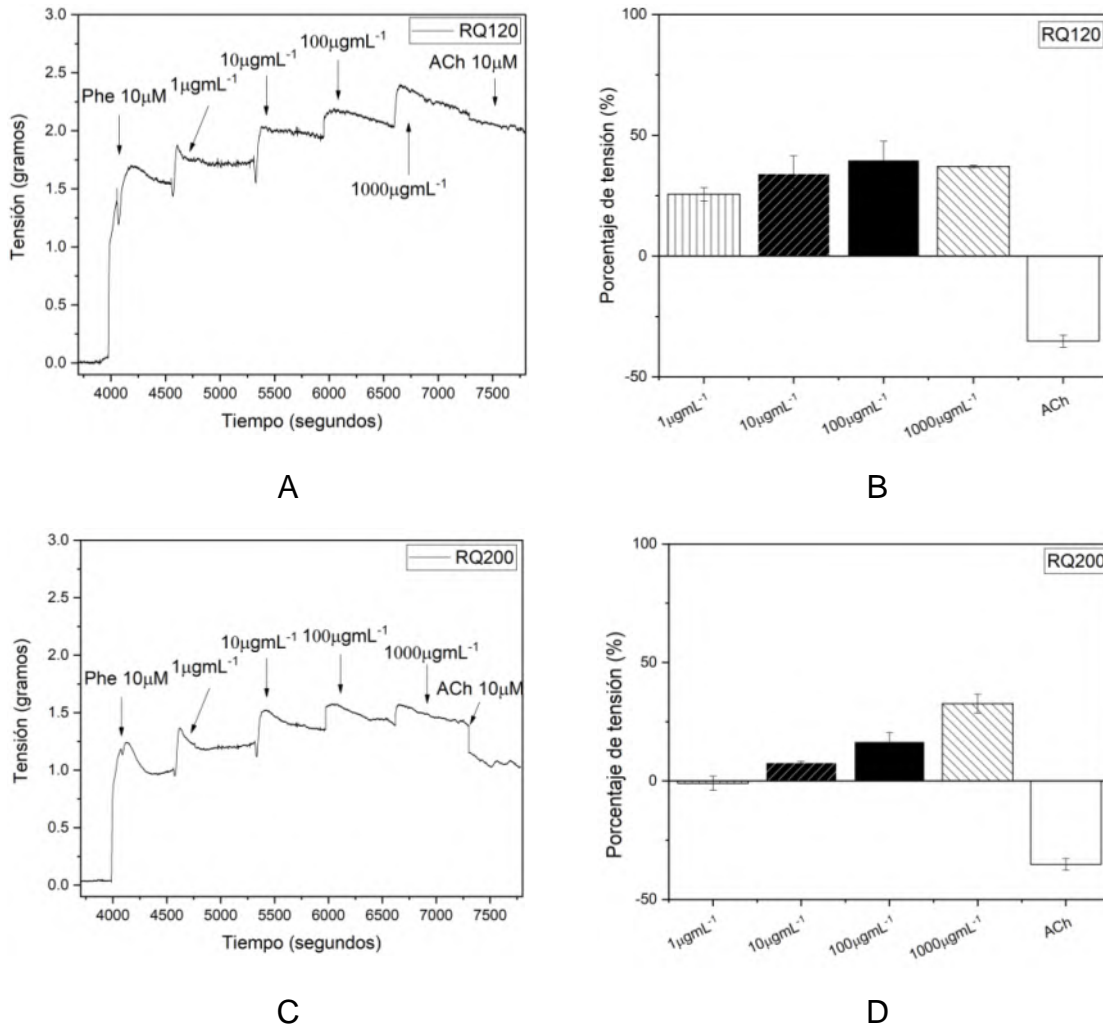 3.0
2.5
2.0
1.5
1.0
0.5
0.0
Tensión (gramos)
RQ120
Phe 10μM
1μgmL⁻¹
10μgmL⁻¹
100μgmL⁻¹
ACh 10μM
1000μgmL⁻¹
4000 4500 5000 5500 6000 6500 7000 7500
Tiempo (segundos)
A
100
50
0
-50
Porcentaje de tensión (%)
RQ120
1μgmL⁻¹
10μgmL⁻¹
100μgmL⁻¹
1000μgmL⁻¹
ACh
B
3.0
2.5
2.0
1.5
1.0
0.5
0.0
Tensión (gramos)
RQ200
Phe 10μM
1μgmL⁻¹
10μgmL⁻¹
100μgmL⁻¹
1000μgmL⁻¹
ACh 10μM
4000 4500 5000 5500 6000 6500 7000 7500
Tiempo (segundos)
C
100
50
0
-50
Porcentaje de tensión (%)
RQ200
1μgmL⁻¹
10μgmL⁻¹
100μgmL⁻¹
1000μgmL⁻¹
ACh
D